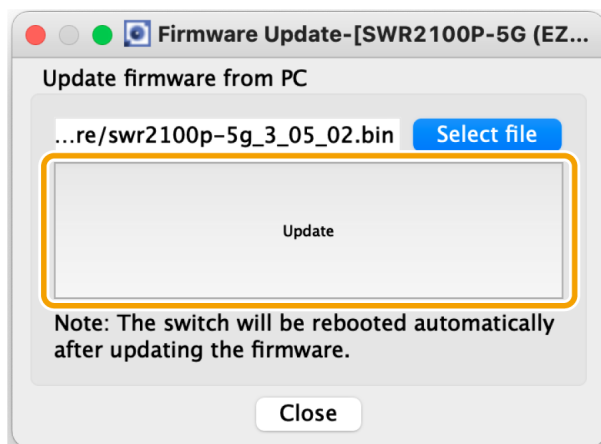 Firmware Update-[SWR2100P-5G (EZ...
Update firmware from PC
...re/swr2100p-5g_3_05_02.bin
Select file
Update
Note: The switch will be rebooted automatically
after updating the firmware.
Close